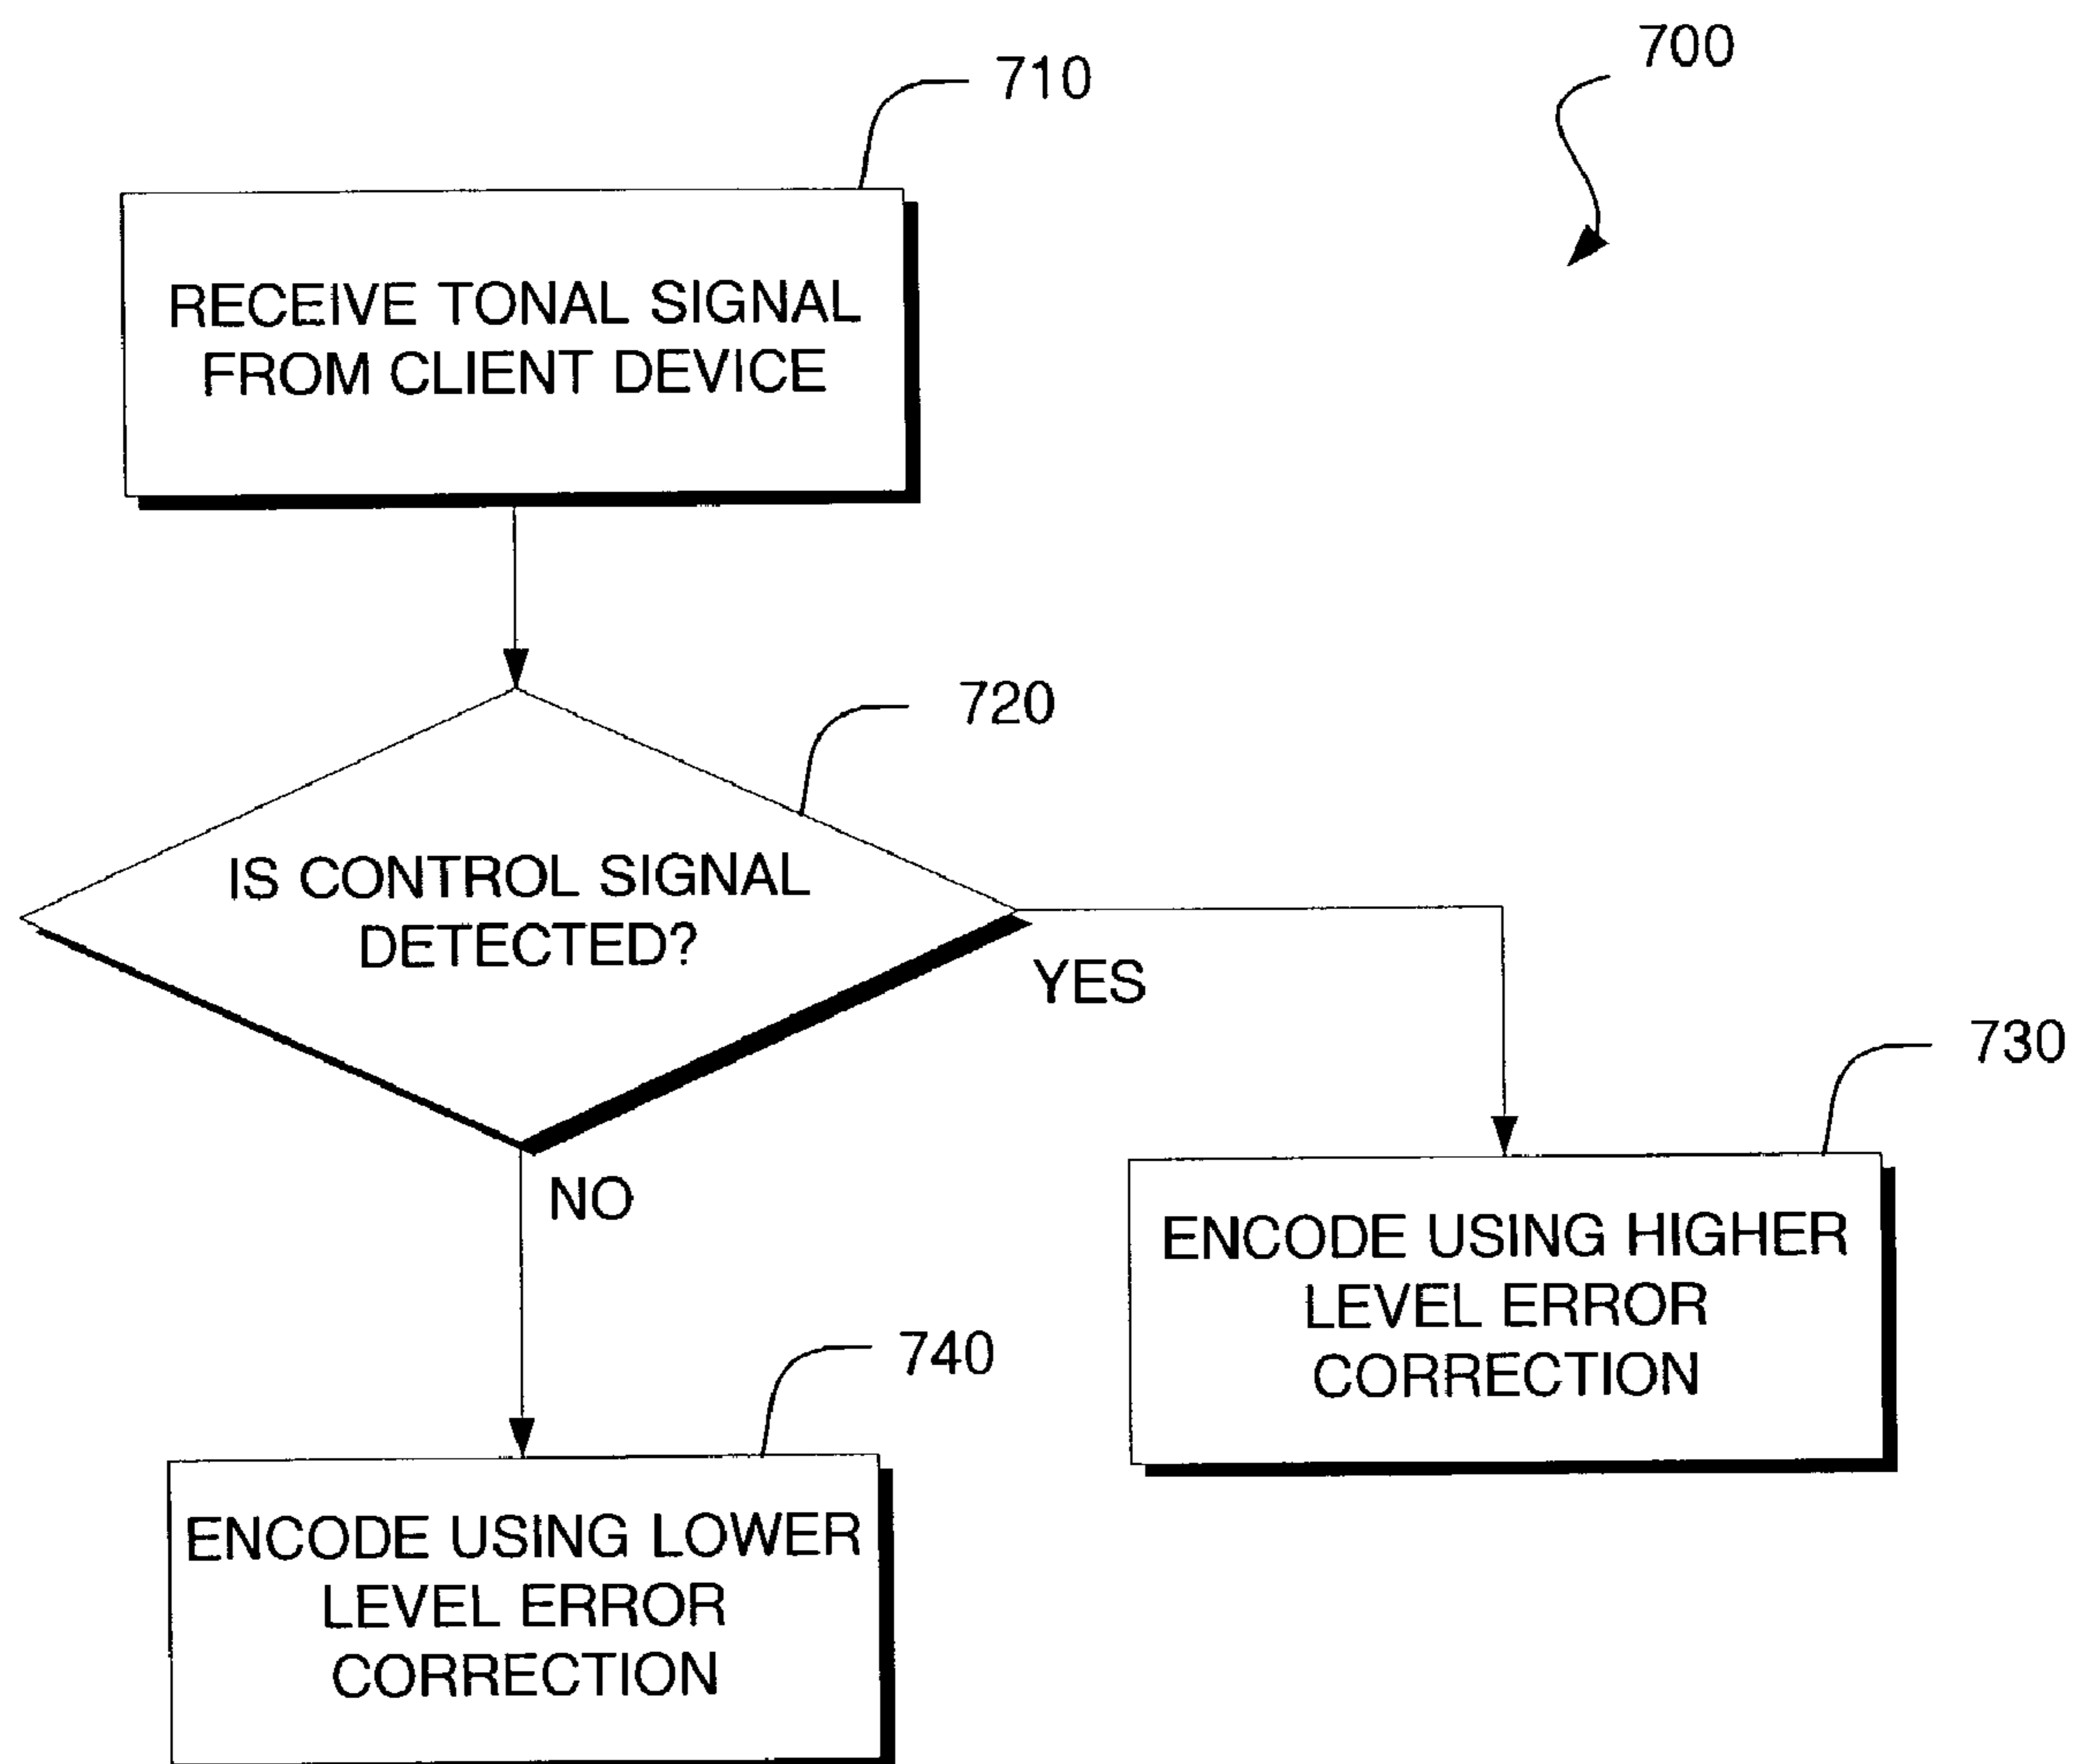 700
710
RECEIVE TONAL SIGNAL
FROM CLIENT DEVICE
720
IS CONTROL SIGNAL
DETECTED?
YES
NO
730
ENCODE USING HIGHER
LEVEL ERROR
CORRECTION
740
ENCODE USING LOWER
LEVEL ERROR
CORRECTION